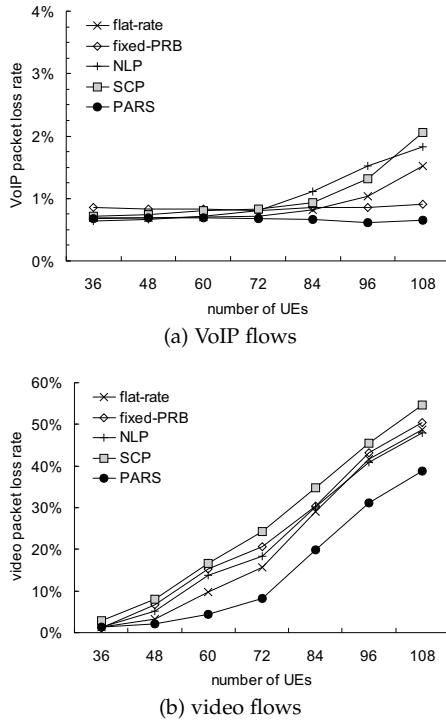 4%
3%
2%
1%
0%
VoIP packet loss rate
flat-rate
fixed-PRB
NLP
SCP
PARS
36 48 60 72 84 96 108
number of UEs
(a) VoIP flows
60%
50%
40%
30%
20%
10%
0%
video packet loss rate
flat-rate
fixed-PRB
NLP
SCP
PARS
36 48 60 72 84 96 108
number of UEs
(b) video flows